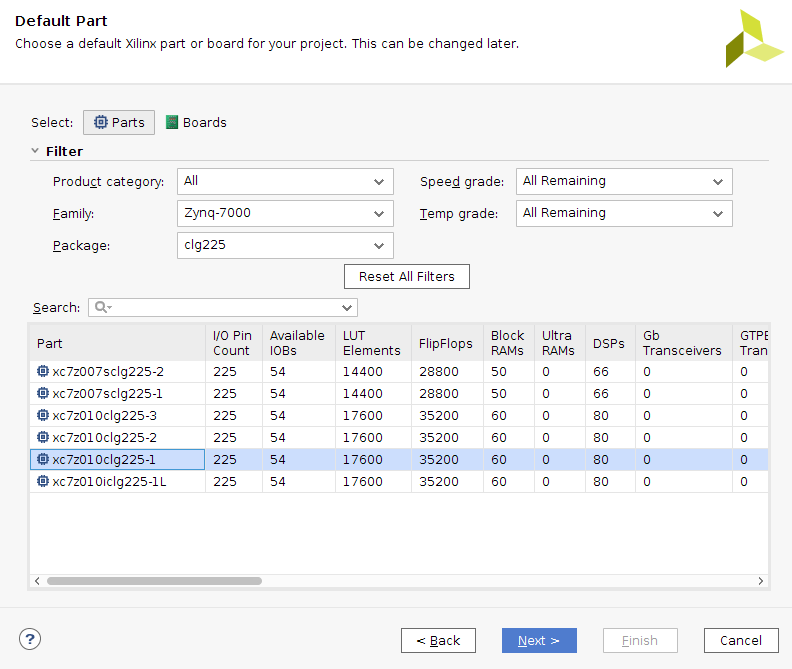 Default Part
Choose a default Xilinx part or board for your project. This can be changed later.
Select: Parts Boards
Filter
Product category: All Speed grade: All Remaining
Family: Zynq-7000 Temp grade: All Remaining
Package: clg225
Reset All Filters
Search:
Part I/O Pin Count Available IOBs LUT Elements FlipFlops Block RAMs Ultra RAMs DSPs Gb Transceivers GTPE Tran
xc7z007sclg225-2 225 54 14400 28800 50 0 66 0 0
xc7z007sclg225-1 225 54 14400 28800 50 0 66 0 0
xc7z010clg225-3 225 54 17600 35200 60 0 80 0 0
xc7z010clg225-2 225 54 17600 35200 60 0 80 0 0
xc7z010clg225-1 225 54 17600 35200 60 0 80 0 0
xc7z010iclg225-1L 225 54 17600 35200 60 0 80 0 0
? < Back Next > Finish Cancel